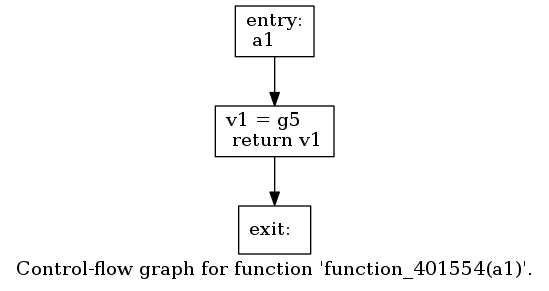 entry:
a1
v1 = g5
return v1
exit:
Control-flow graph for function 'function_401554(a1)'.